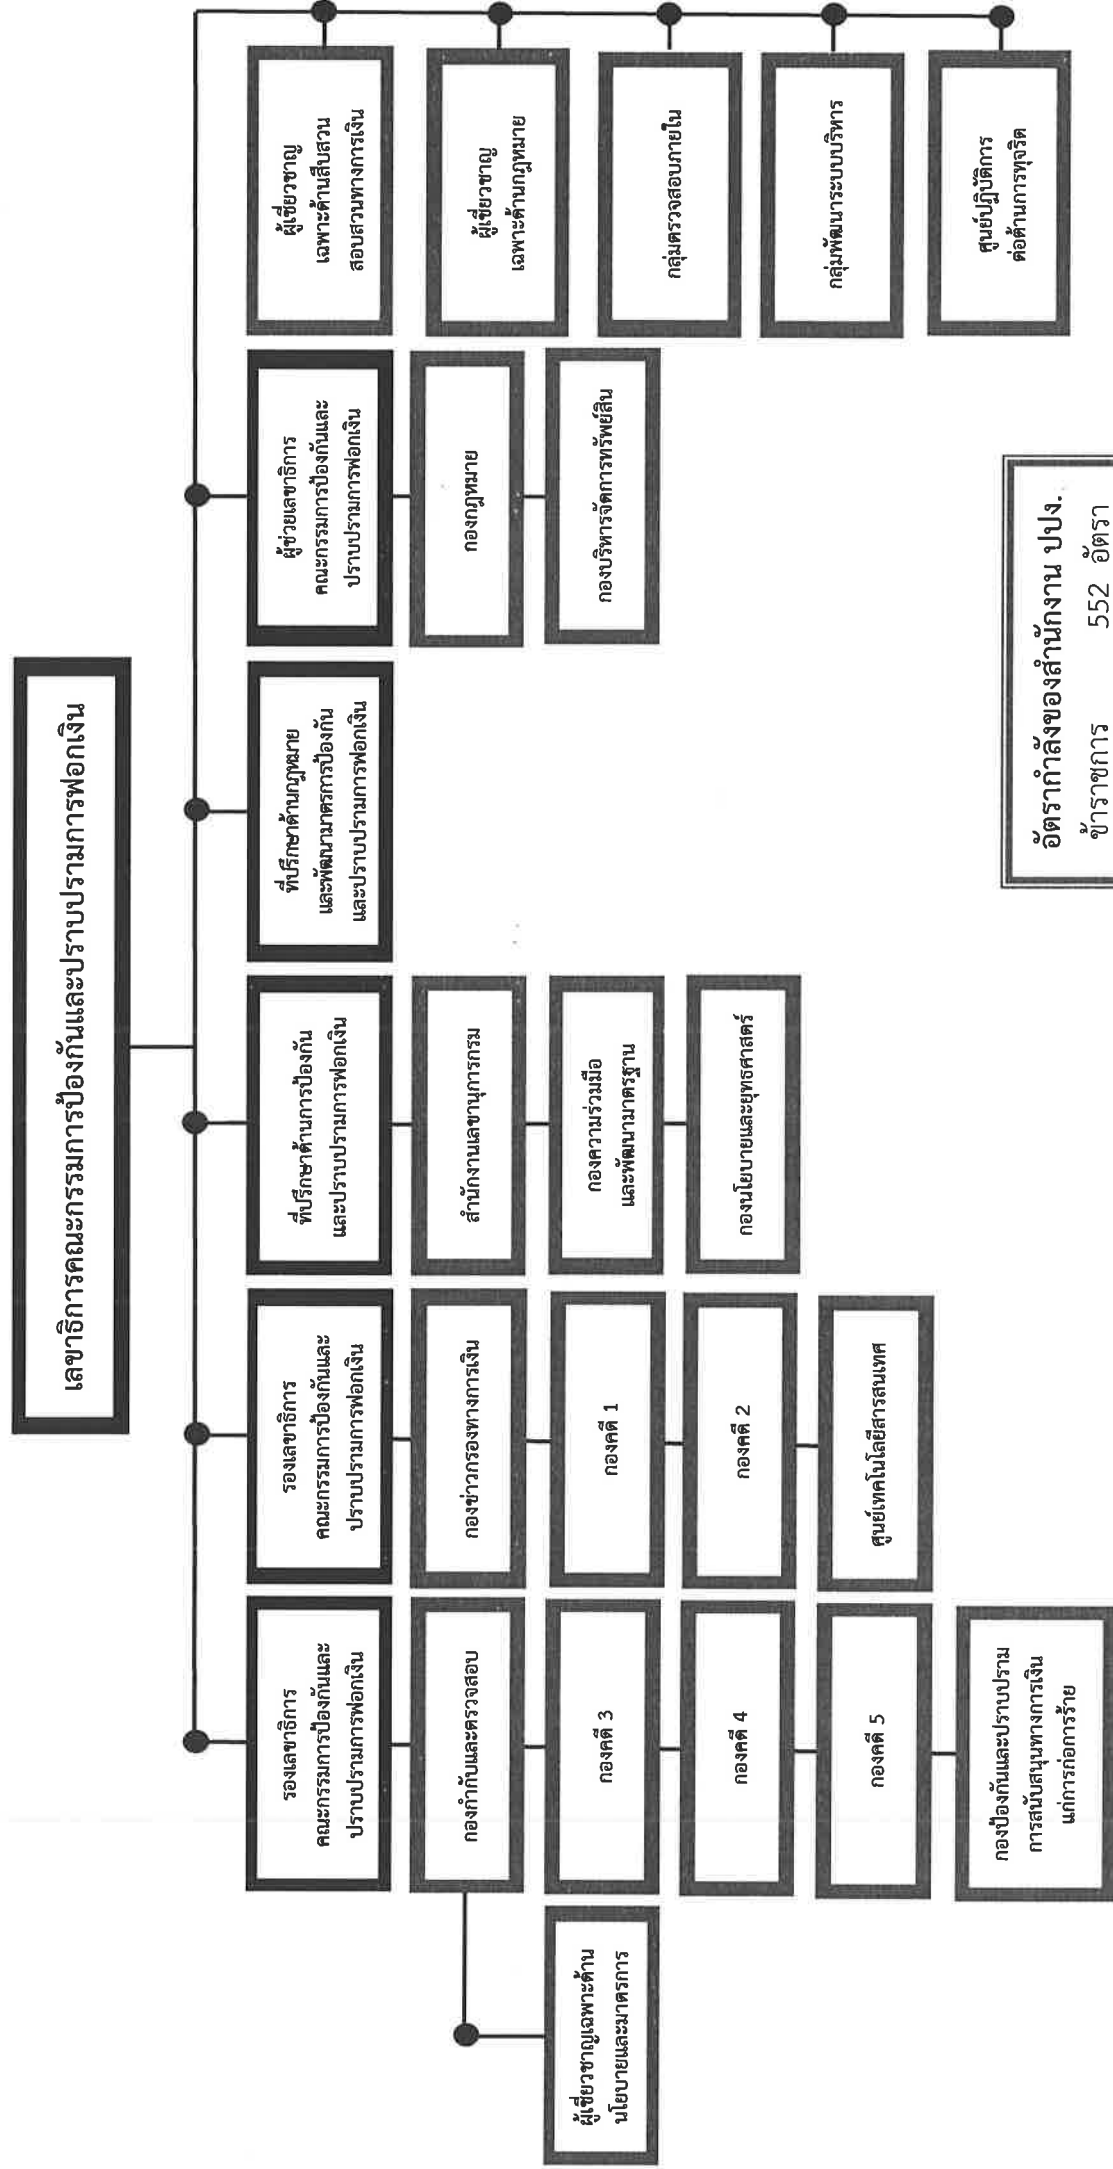 เลขาธิการคณะกรรมการป้องกันและปราบปรามการฟอกเงิน
รองเลขาธิการ
คณะกรรมการป้องกันและ
ปราบปรามการฟอกเงิน
กองกำกับและตรวจสอบ
ผู้เชี่ยวชาญเฉพาะด้าน
นโยบายและมาตรการ
กองคดี 3
กองคดี 4
กองคดี 5
กองป้องกันและปราบปราม
การสนับสนุนทางการเงิน
แก่การก่อการร้าย
รองเลขาธิการ
คณะกรรมการป้องกันและ
ปราบปรามการฟอกเงิน
กองข่าวกรองทางการเงิน
กองคดี 1
กองคดี 2
ศูนย์เทคโนโลยีสารสนเทศ
ที่ปรึกษาด้านการป้องกัน
และปราบปรามการฟอกเงิน
สำนักงานเลขานุการกรม
กองความร่วมมือ
และพัฒนามาตรฐาน
กองนโยบายและยุทธศาสตร์
ที่ปรึกษาด้านกฎหมาย
และพัฒนามาตรการป้องกัน
และปราบปรามการฟอกเงิน
ผู้ช่วยเลขาธิการ
คณะกรรมการป้องกันและ
ปราบปรามการฟอกเงิน
กองกฎหมาย
กองบริหารจัดการทรัพย์สิน
ผู้เชี่ยวชาญ
เฉพาะด้านสืบสวน
สอบสวนทางการเงิน
ผู้เชี่ยวชาญ
เฉพาะด้านกฎหมาย
กลุ่มตรวจสอบภายใน
กลุ่มพัฒนาระบบบริหาร
ศูนย์ปฏิบัติการ
ต่อต้านการทุจริต
อัตรากำลังของสำนักงาน ปปง.
ข้าราชการ 552 อัตรา